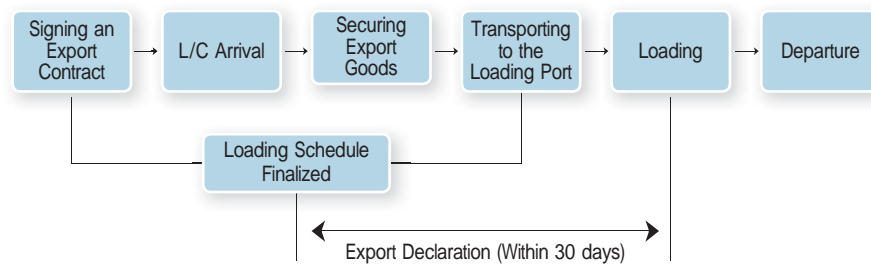 Signing an
Export
Contract
L/C Arrival
Securing
Export
Goods
Transporting
to the
Loading Port
Loading
Departure
Loading Schedule
Finalized
Export Declaration (Within 30 days)